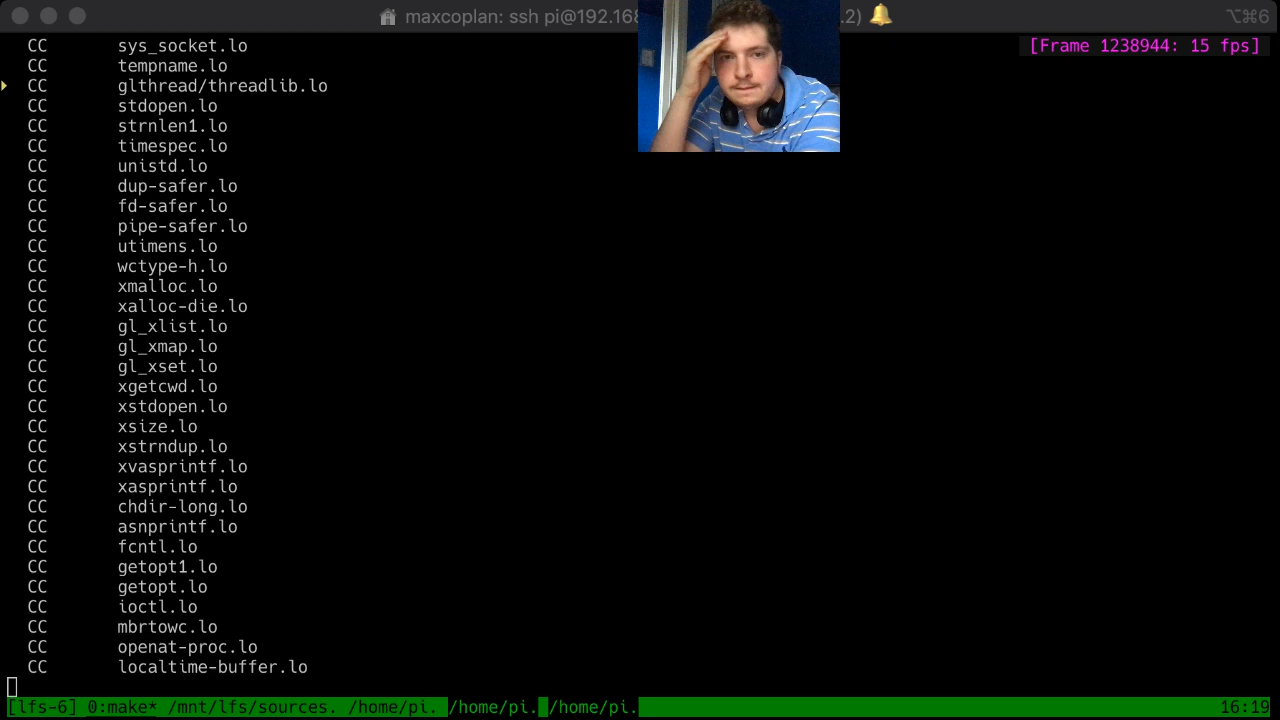 maxcoplan: ssh pi@192.168 .2) 🔔 ⌥⌘6
[Frame 1238944: 15 fps]
CC sys_socket.lo
CC tempname.lo
CC glthread/threadlib.lo
CC stdopen.lo
CC strnlen1.lo
CC timespec.lo
CC unistd.lo
CC dup-safer.lo
CC fd-safer.lo
CC pipe-safer.lo
CC utimens.lo
CC wctype-h.lo
CC xmalloc.lo
CC xalloc-die.lo
CC gl_xlist.lo
CC gl_xmap.lo
CC gl_xset.lo
CC xgetcwd.lo
CC xstdopen.lo
CC xsize.lo
CC xstrndup.lo
CC xvasprintf.lo
CC xasprintf.lo
CC chdir-long.lo
CC asnprintf.lo
CC fcntl.lo
CC getopt1.lo
CC getopt.lo
CC ioctl.lo
CC mbrtowc.lo
CC openat-proc.lo
CC localtime-buffer.lo
[lfs-6] 0:make* /mnt/lfs/sources. /home/pi. /home/pi. /home/pi. 16:19